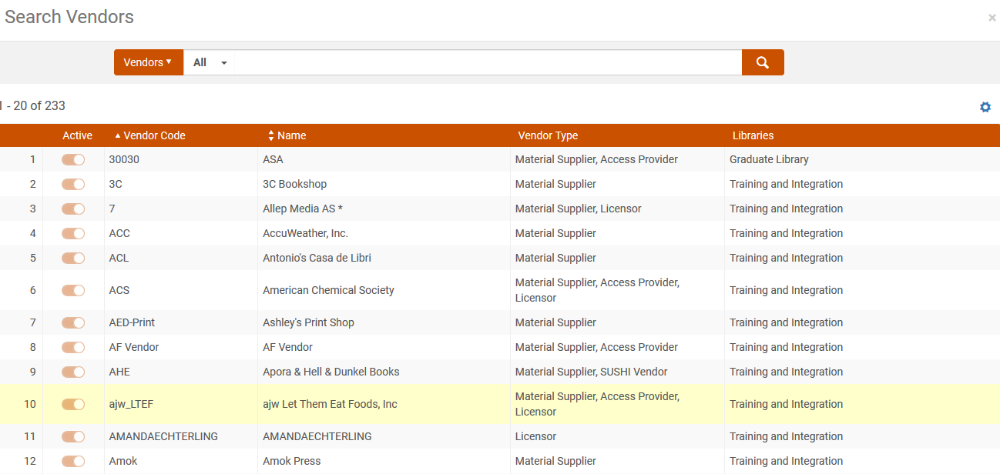 Search Vendors ×
Vendors ▾ All
1 - 20 of 233
Active Vendor Code Name Vendor Type Libraries
1 30030 ASA Material Supplier, Access Provider Graduate Library
2 3C 3C Bookshop Material Supplier Training and Integration
3 7 Allep Media AS * Material Supplier, Licensor Training and Integration
4 ACC AccuWeather, Inc. Material Supplier Training and Integration
5 ACL Antonio's Casa de Libri Material Supplier Training and Integration
6 ACS American Chemical Society Material Supplier, Access Provider, Training and Integration
Licensor
7 AED-Print Ashley's Print Shop Material Supplier Training and Integration
8 AF Vendor AF Vendor Material Supplier, Access Provider Training and Integration
9 AHE Apora & Hell & Dunkel Books Material Supplier, SUSHI Vendor Training and Integration
10 ajw_LTEF ajw Let Them Eat Foods, Inc Material Supplier, Access Provider, Training and Integration
Licensor
11 AMANDAECHTERLING AMANDAECHTERLING Licensor Training and Integration
12 Amok Amok Press Material Supplier Training and Integration